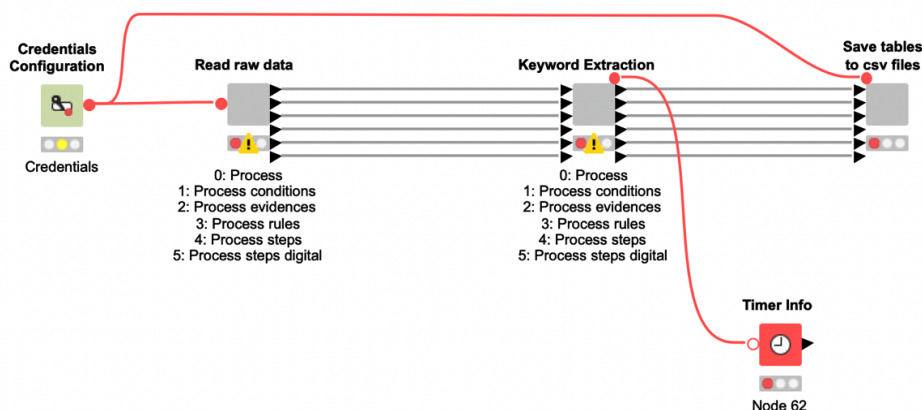 Credentials
Configuration
Credentials
Read raw data
0: Process
1: Process conditions
2: Process evidences
3: Process rules
4: Process steps
5: Process steps digital
Keyword Extraction
0: Process
1: Process conditions
2: Process evidences
3: Process rules
4: Process steps
5: Process steps digital
Save tables
to csv files
Timer Info
Node 62